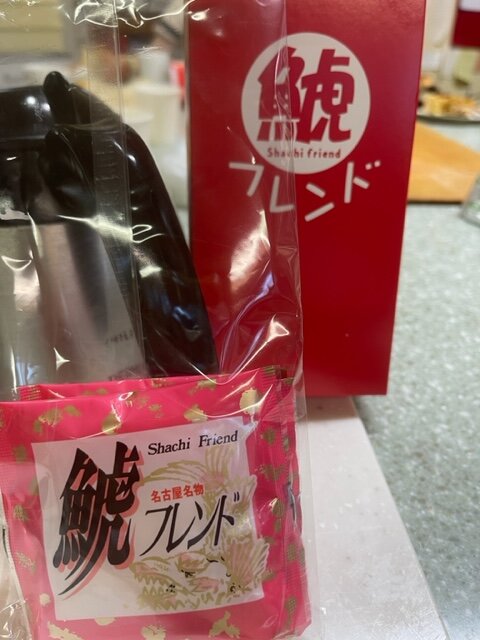 鯱
Shachi friend
フレンド
Shachi Friend
鯱
名古屋名物
フレンド